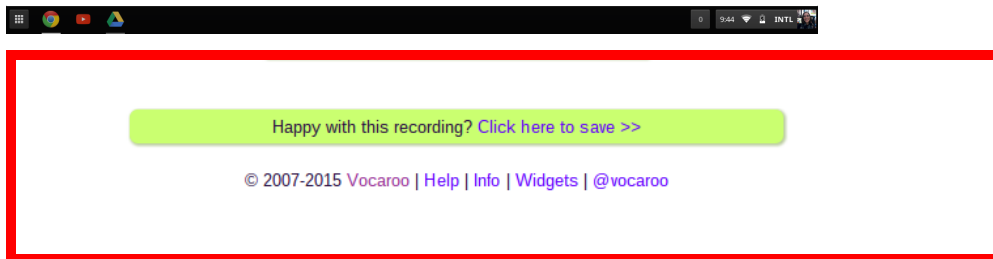 0 9:44 INTL
Happy with this recording? Click here to save >>
© 2007-2015 Vocaroo | Help | Info | Widgets | @vocaroo